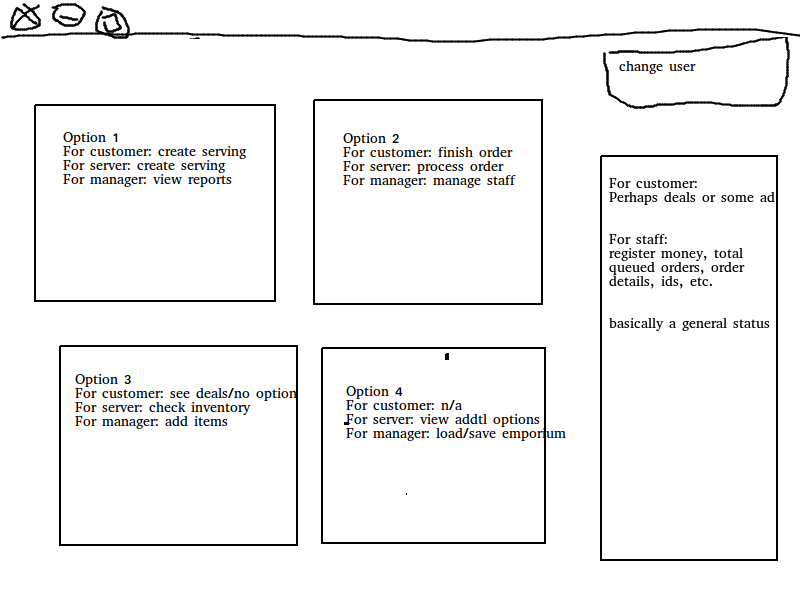 change user
Option 1
For customer: create serving
For server: create serving
For manager: view reports
Option 2
For customer: finish order
For server: process order
For manager: manage staff
For customer:
Perhaps deals or some ad
For staff:
register money, total
queued orders, order
details, ids, etc.
basically a general status
Option 3
For customer: see deals/no option
For server: check inventory
For manager: add items
Option 4
For customer: n/a
For server: view addtl options
For manager: load/save emporium